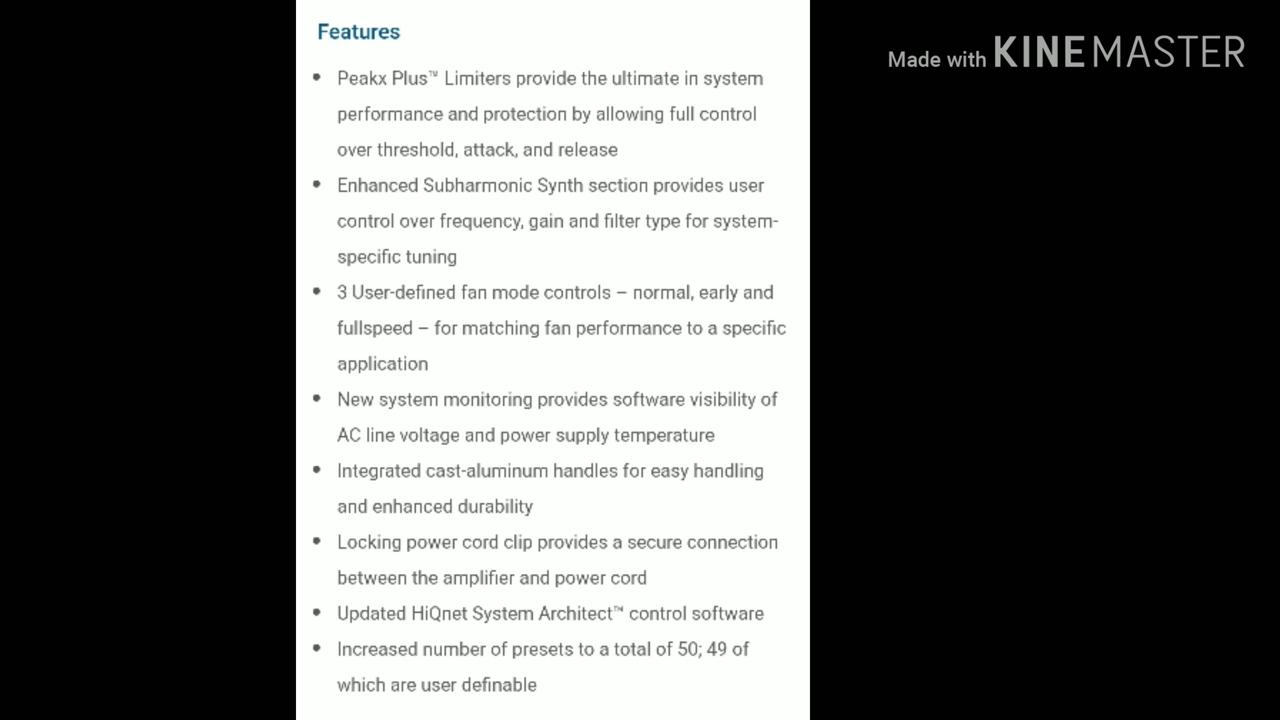 Features
Made with KINEMASTER
• Peakx Plus™ Limiters provide the ultimate in system
performance and protection by allowing full control
over threshold, attack, and release
• Enhanced Subharmonic Synth section provides user
control over frequency, gain and filter type for system-
specific tuning
• 3 User-defined fan mode controls – normal, early and
fullspeed – for matching fan performance to a specific
application
• New system monitoring provides software visibility of
AC line voltage and power supply temperature
• Integrated cast-aluminum handles for easy handling
and enhanced durability
• Locking power cord clip provides a secure connection
between the amplifier and power cord
• Updated HiQnet System Architect™ control software
• Increased number of presets to a total of 50; 49 of
which are user definable